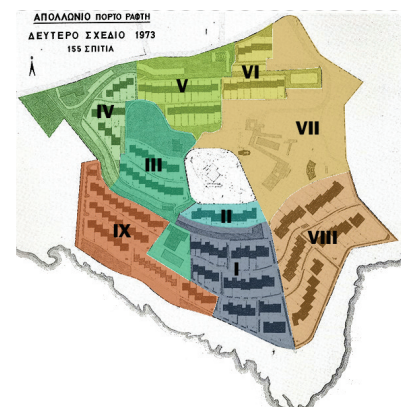 ΑΠΟΛΛΩΝΙΟ ΠΟΡΤΟ ΡΑΦΤΗ
ΔΕΥΤΕΡΟ ΣΧΕΔΙΟ 1973
155 ΣΠΙΤΙΑ
VI
V
IV
VII
III
II
IX
VIII
I